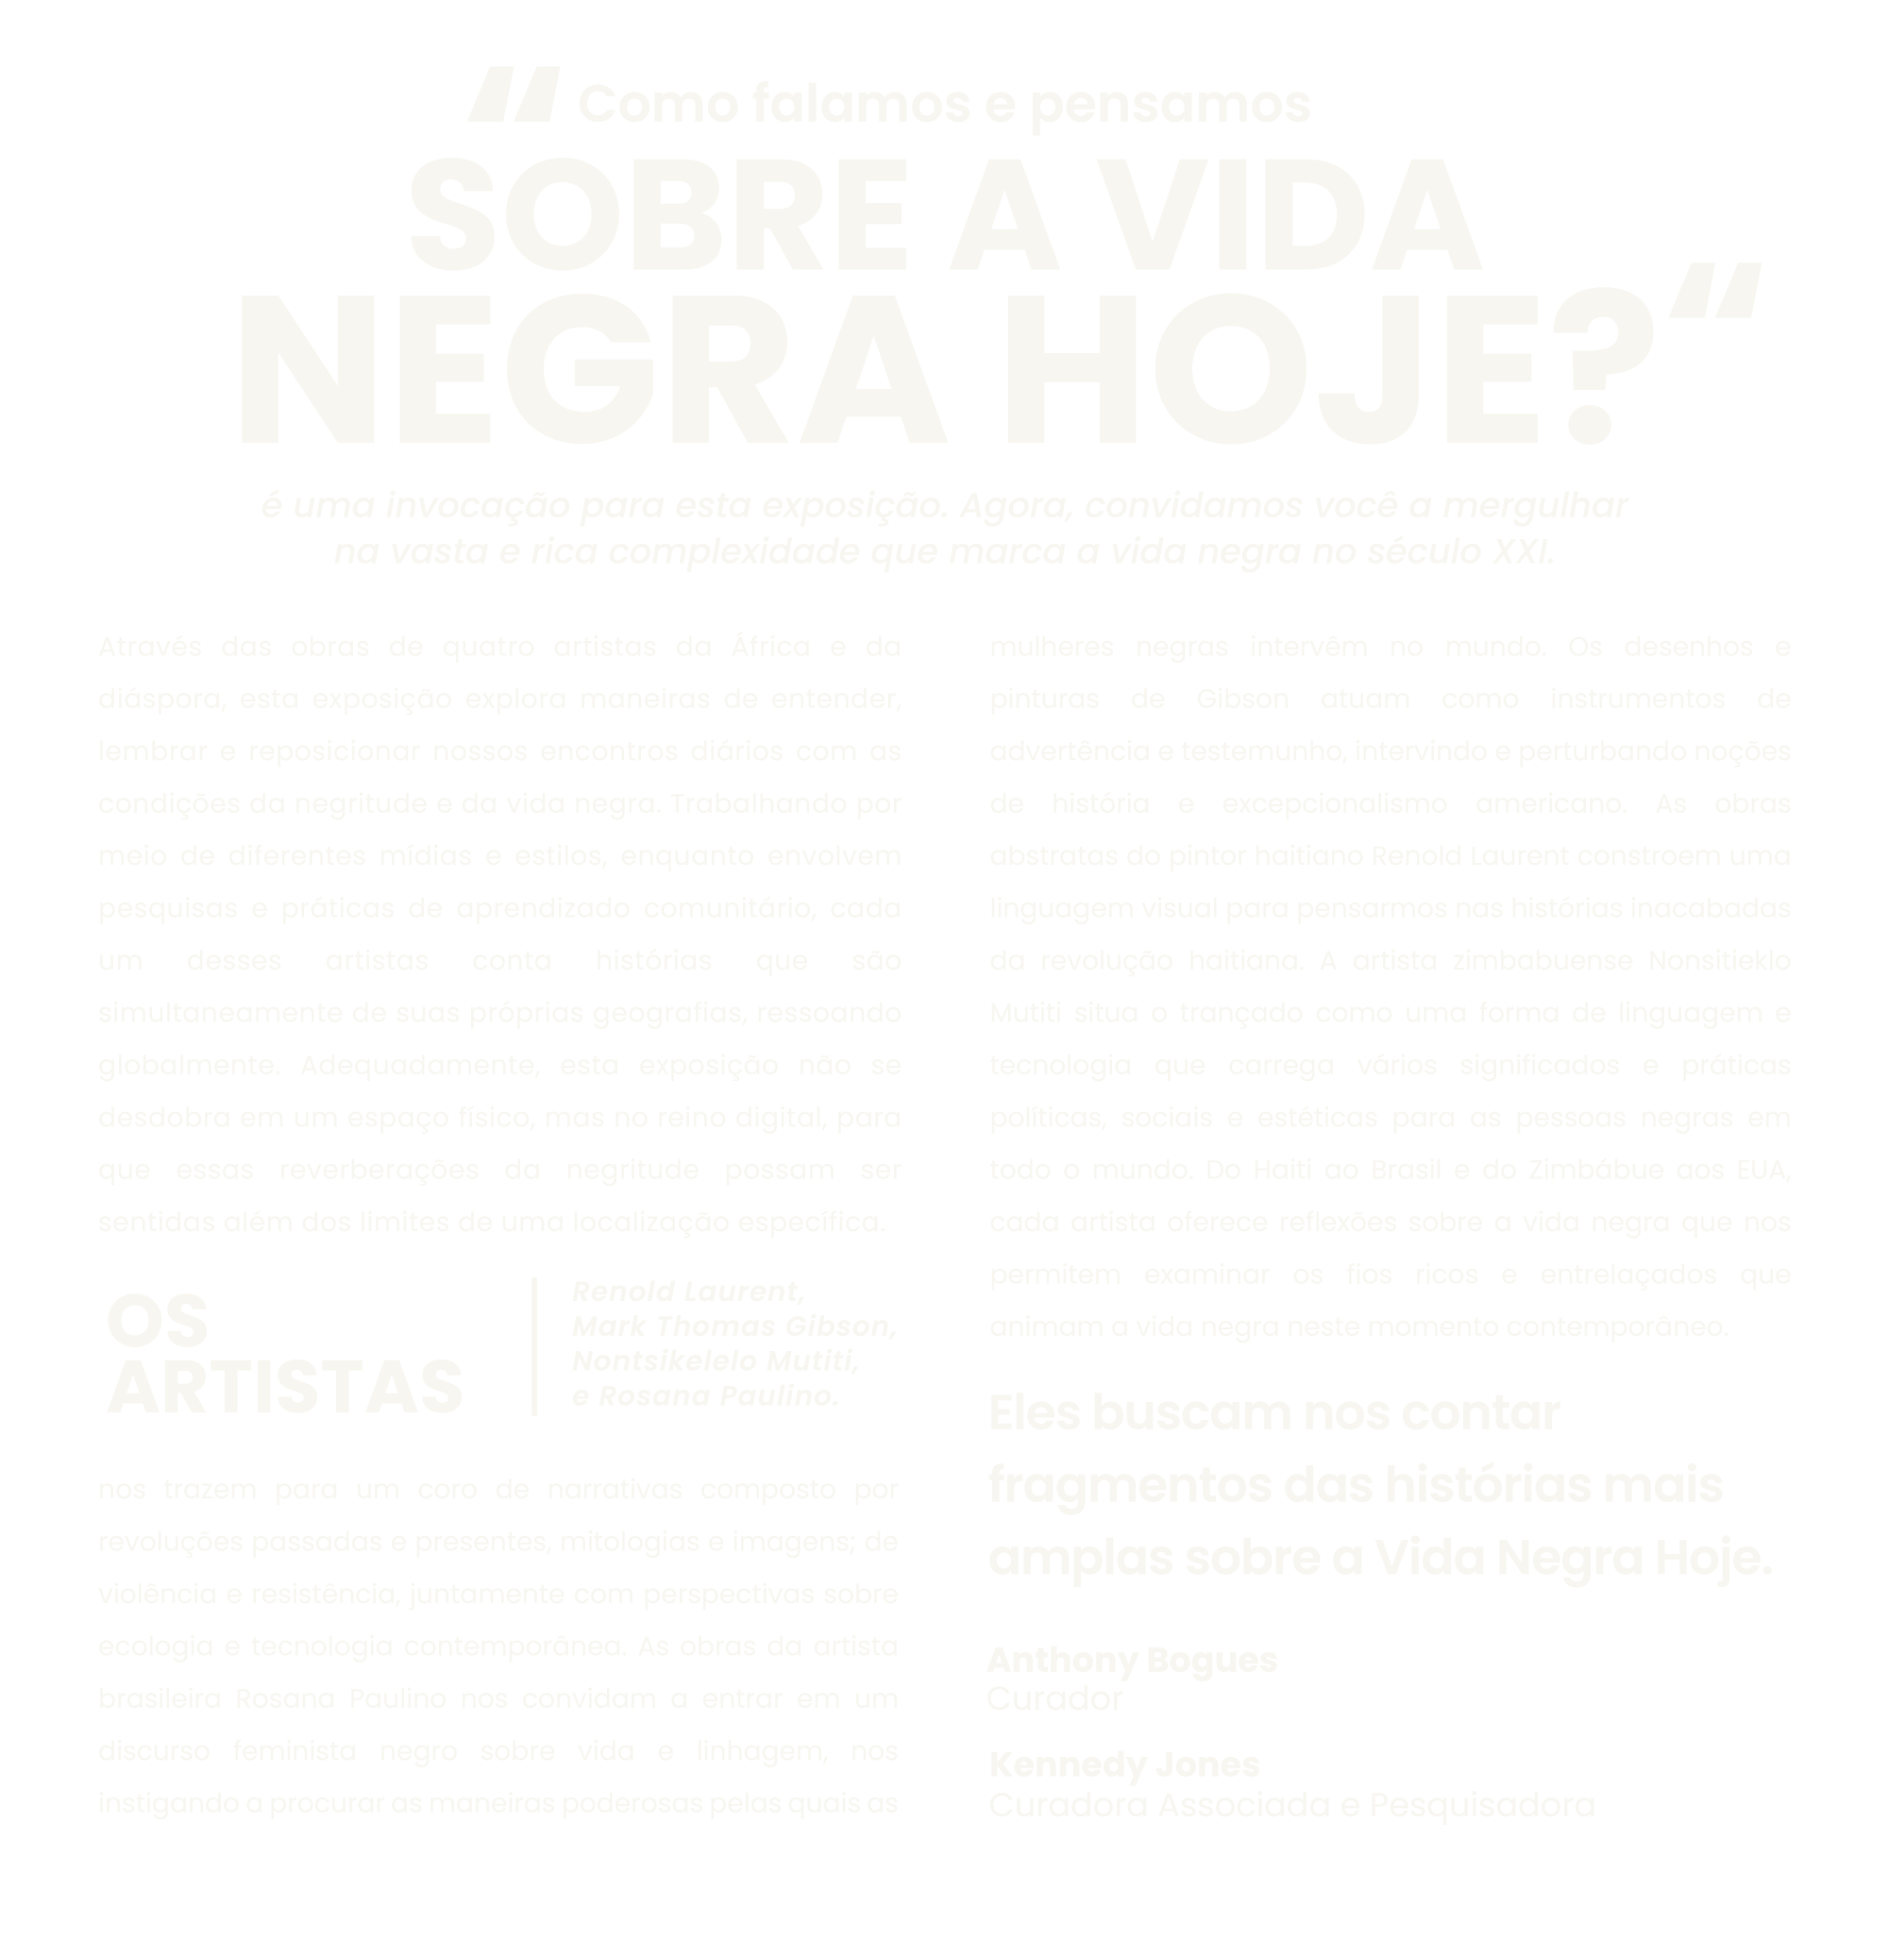 “ Como falamos e pensamos
SOBRE A VIDA
NEGRA HOJE?“
é uma invocação para esta exposição. Agora, convidamos você a mergulhar
na vasta e rica complexidade que marca a vida negra no século XXI.
Através das obras de quatro artistas da África e da
diáspora, esta exposição explora maneiras de entender,
lembrar e reposicionar nossos encontros diários com as
condições da negritude e da vida negra. Trabalhando por
meio de diferentes mídias e estilos, enquanto envolvem
pesquisas e práticas de aprendizado comunitário, cada
um desses artistas conta histórias que são
simultaneamente de suas próprias geografias, ressoando
globalmente. Adequadamente, esta exposição não se
desdobra em um espaço físico, mas no reino digital, para
que essas reverberações da negritude possam ser
sentidas além dos limites de uma localização específica.
OS
ARTISTAS
Renold Laurent,
Mark Thomas Gibson,
Nontsikelelo Mutiti,
e Rosana Paulino.
nos trazem para um coro de narrativas composto por
revoluções passadas e presentes, mitologias e imagens; de
violência e resistência, juntamente com perspectivas sobre
ecologia e tecnologia contemporânea. As obras da artista
brasileira Rosana Paulino nos convidam a entrar em um
discurso feminista negro sobre vida e linhagem, nos
instigando a procurar as maneiras poderosas pelas quais as
mulheres negras intervêm no mundo. Os desenhos e
pinturas de Gibson atuam como instrumentos de
advertência e testemunho, intervindo e perturbando noções
de história e excepcionalismo americano. As obras
abstratas do pintor haitiano Renold Laurent constroem uma
linguagem visual para pensarmos nas histórias inacabadas
da revolução haitiana. A artista zimbabuense Nonsitieklo
Mutiti situa o trançado como uma forma de linguagem e
tecnologia que carrega vários significados e práticas
políticas, sociais e estéticas para as pessoas negras em
todo o mundo. Do Haiti ao Brasil e do Zimbábue aos EUA,
cada artista oferece reflexões sobre a vida negra que nos
permitem examinar os fios ricos e entrelaçados que
animam a vida negra neste momento contemporâneo.
Eles buscam nos contar
fragmentos das histórias mais
amplas sobre a Vida Negra Hoje.
Anthony Bogues
Curador
Kennedy Jones
Curadora Associada e Pesquisadora